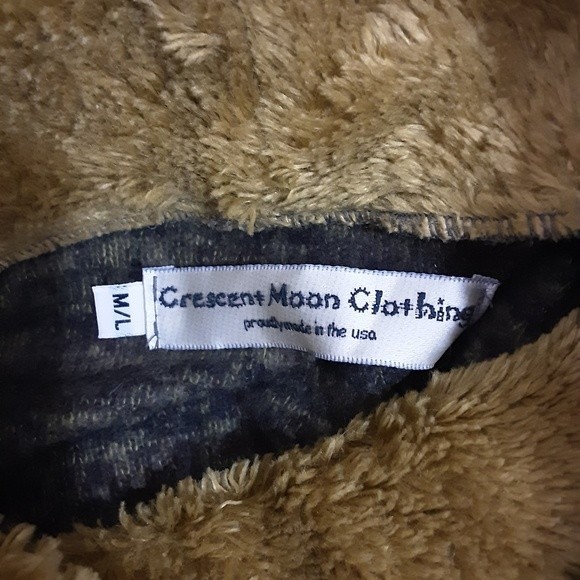 M/L
Crescent Moon Clothing
proudly made in the usa